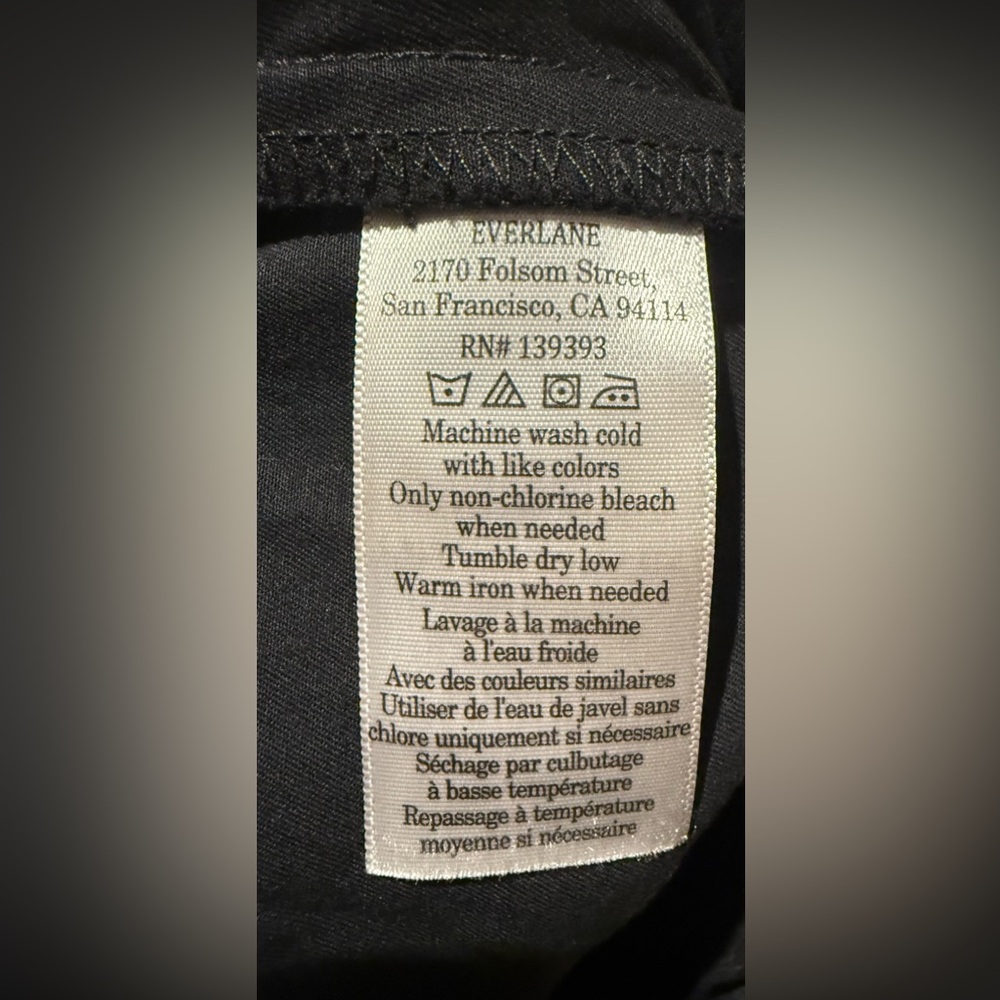 EVERLANE
2170 Folsom Street,
San Francisco, CA 94114
RN# 139393
Machine wash cold
with like colors
Only non-chlorine bleach
when needed
Tumble dry low
Warm iron when needed
Lavage à la machine
à l'eau froide
Avec des couleurs similaires
Utiliser de l'eau de javel sans
chlore uniquement si nécessaire
Séchage par culbutage
à basse température
Repassage à température
moyenne si nécessaire